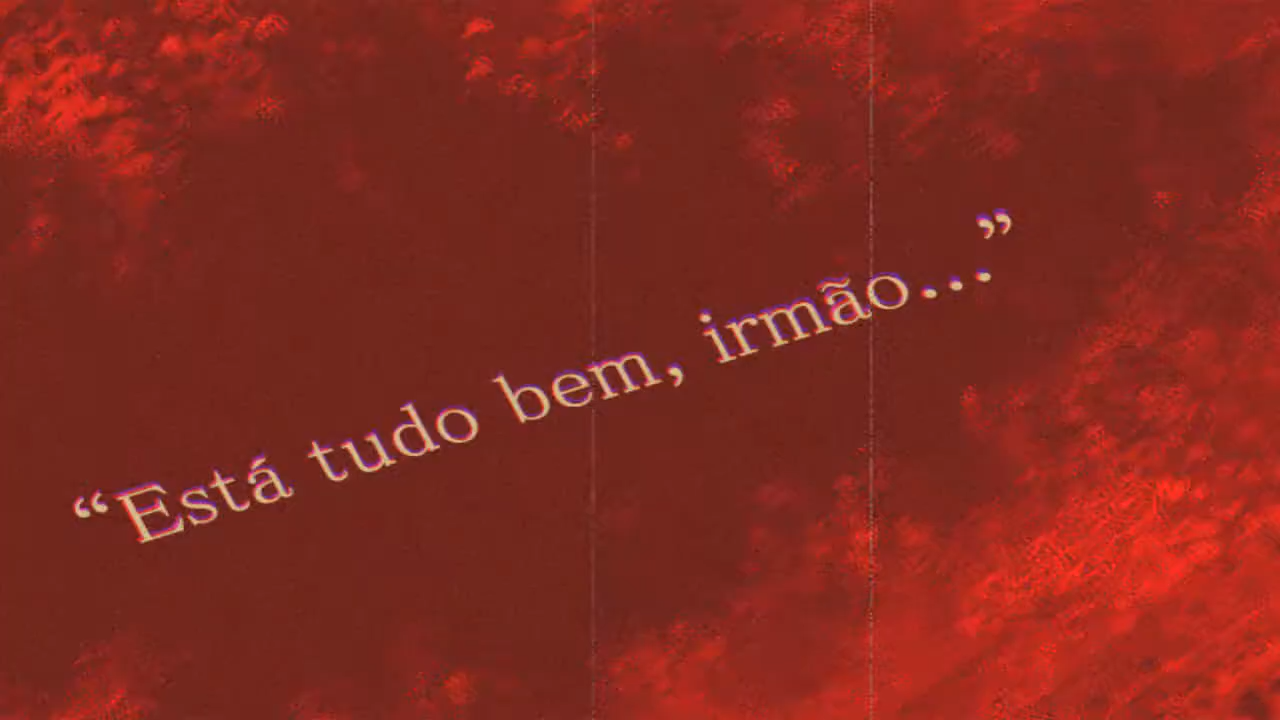 “Está tudo bem, irmão...”